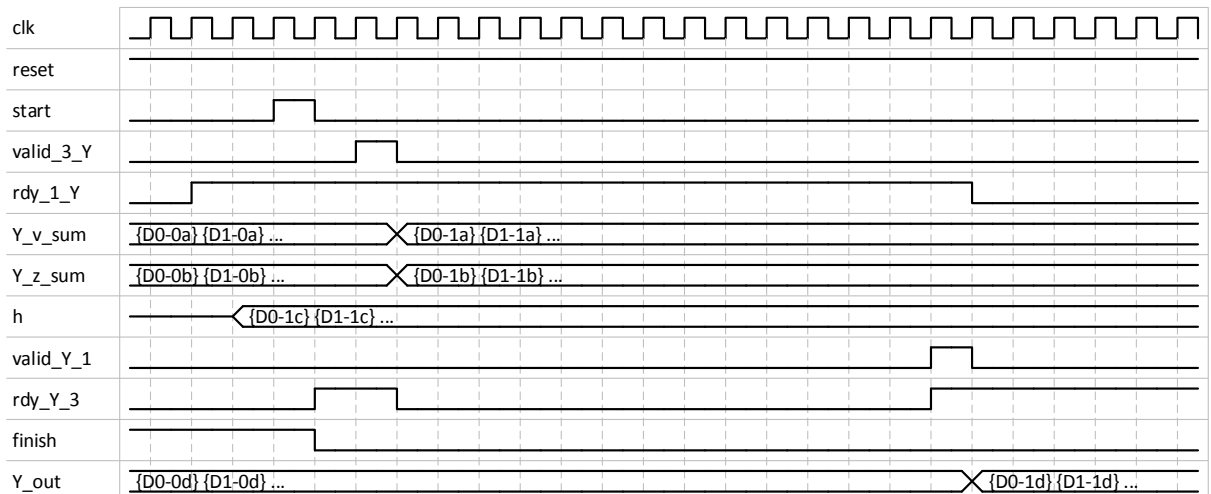 clk
reset
start
valid_3_Y
rdy_1_Y
Y_v_sum {D0-0a} {D1-0a} ... {D0-1a} {D1-1a} ...
Y_z_sum {D0-0b} {D1-0b} ... {D0-1b} {D1-1b} ...
h {D0-1c} {D1-1c} ...
valid_Y_1
rdy_Y_3
finish
Y_out {D0-0d} {D1-0d} ... {D0-1d} {D1-1d} ...